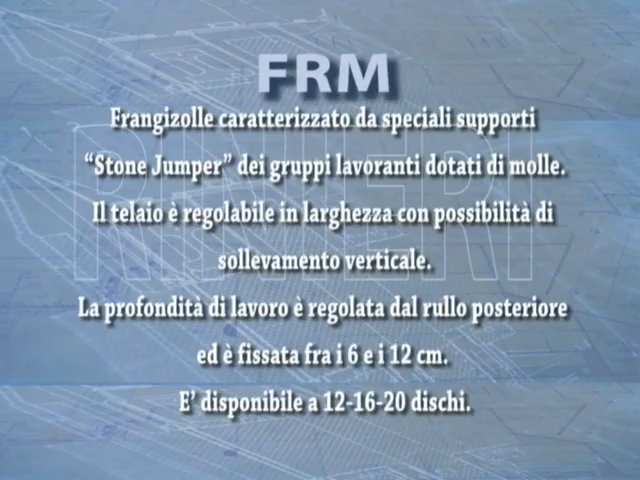 FRM
Frangizolle caratterizzato da speciali supporti
“Stone Jumper” dei gruppi lavoranti dotati di molle.
Il telaio è regolabile in larghezza con possibilità di
sollevamento verticale.
La profondità di lavoro è regolata dal rullo posteriore
ed è fissata fra i 6 e i 12 cm.
E’ disponibile a 12-16-20 dischi.
RINIERI